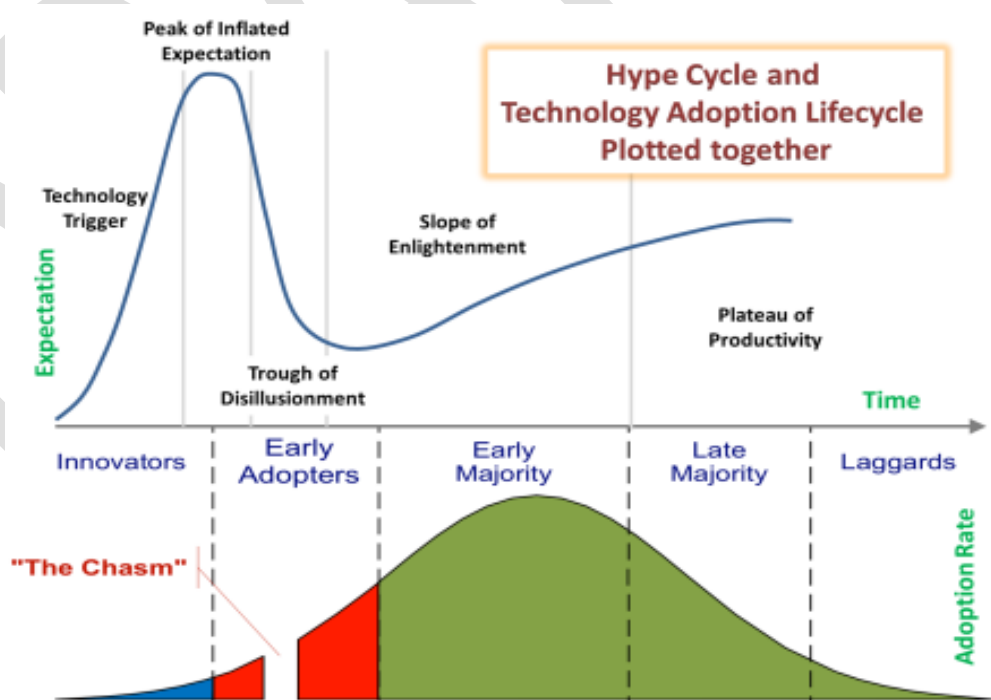 Peak of Inflated
Expectation
Hype Cycle and
Technology Adoption Lifecycle
Plotted together
Technology
Trigger
Slope of
Enlightenment
Expectation
Plateau of
Productivity
Trough of
Disillusionment
Time
Innovators
Early
Adopters
Early
Majority
Late
Majority
Laggards
"The Chasm"
Adoption Rate